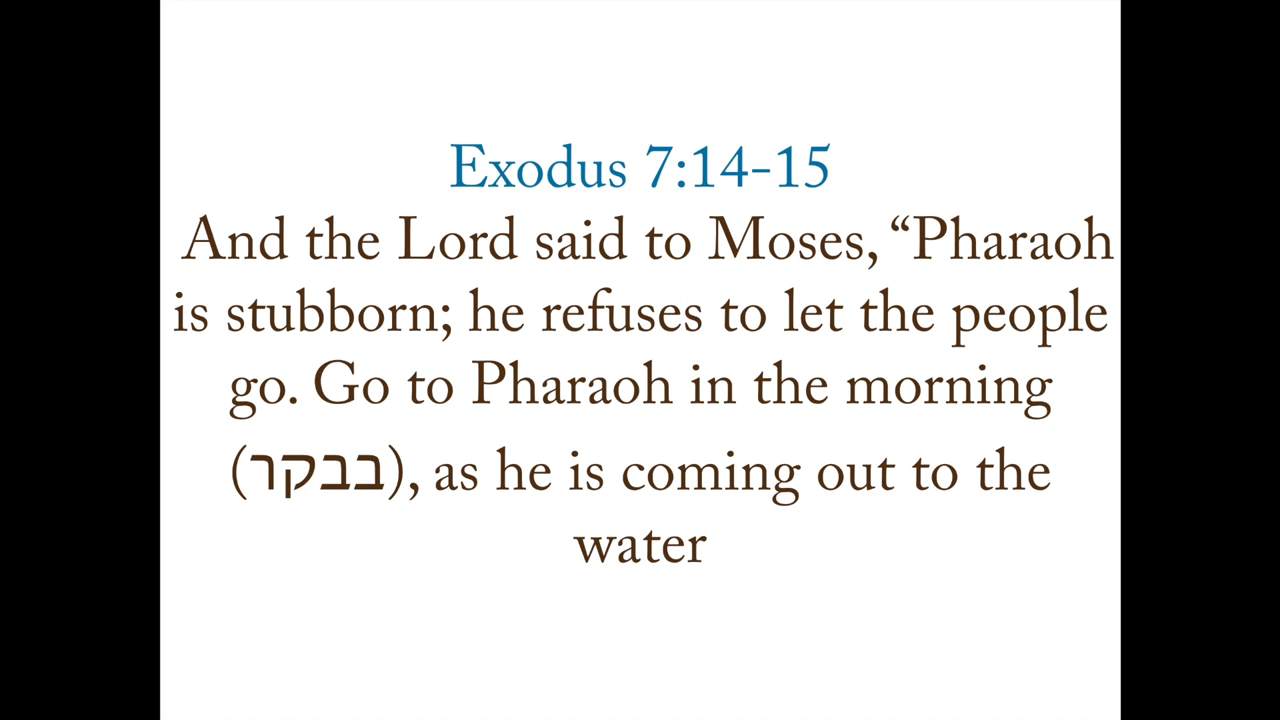 Exodus 7:14-15
And the Lord said to Moses, “Pharaoh
is stubborn; he refuses to let the people
go. Go to Pharaoh in the morning
(בבקר), as he is coming out to the
water